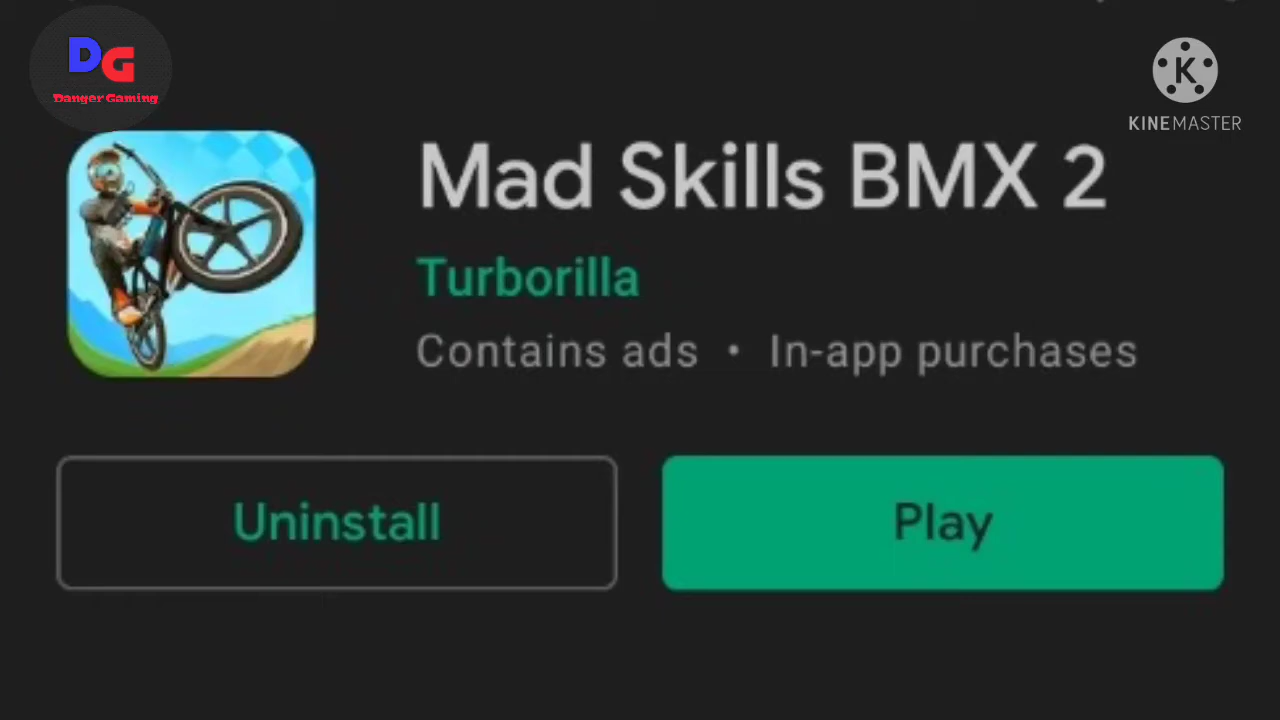 DG
Danger Gaming
K
KINEMASTER
Mad Skills BMX 2
Turborilla
Contains ads • In-app purchases
Uninstall
Play